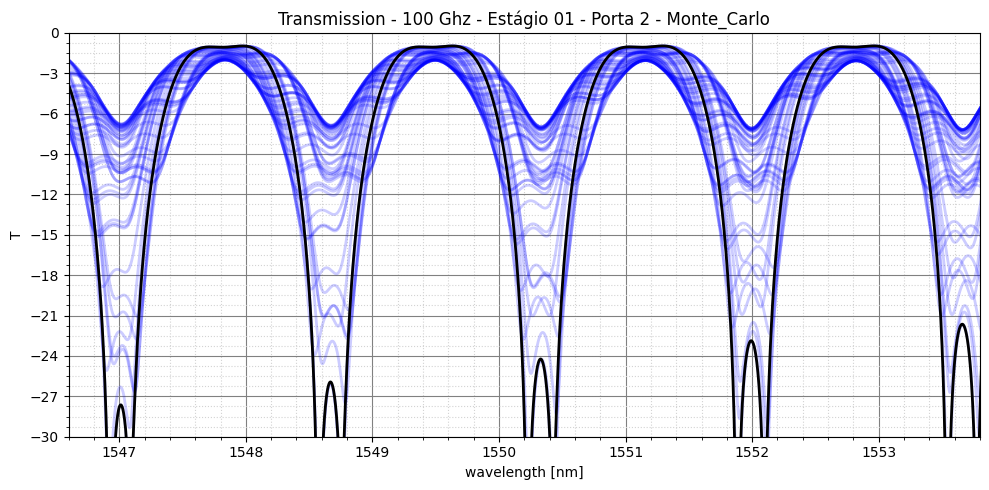 Transmission - 100 Ghz - Estágio 01 - Porta 2 - Monte_Carlo
0
−3
−6
−9
−12
−15
−18
−21
−24
−27
−30
T
1547 1548 1549 1550 1551 1552 1553
wavelength [nm]